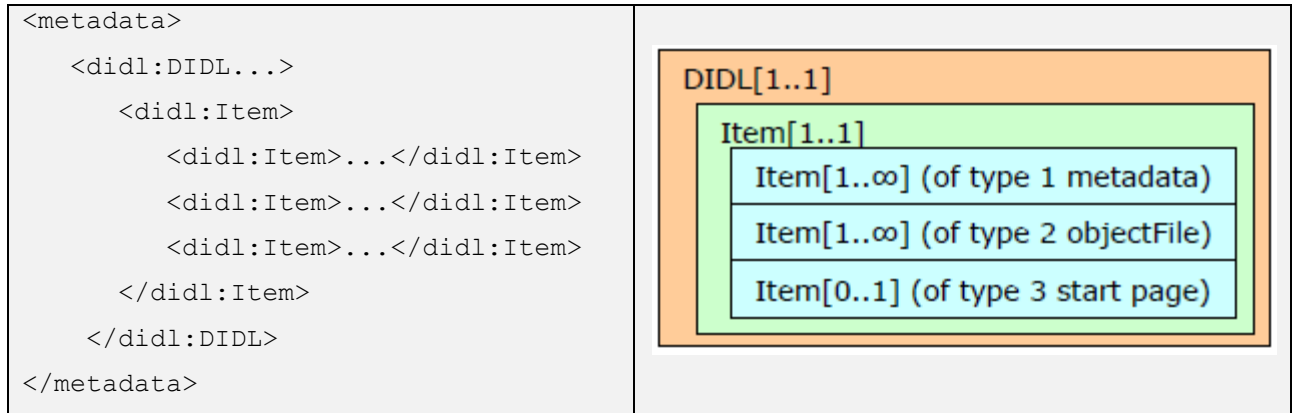 <metadata>
<didl:DIDL...>
<didl:Item>
<didl:Item>...</didl:Item>
<didl:Item>...</didl:Item>
<didl:Item>...</didl:Item>
</didl:Item>
</didl:DIDL>
</metadata>
DIDL[1..1]
Item[1..1]
Item[1..∞] (of type 1 metadata)
Item[1..∞] (of type 2 objectFile)
Item[0..1] (of type 3 start page)